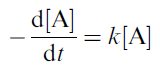 − d[A]/dt = k[A]